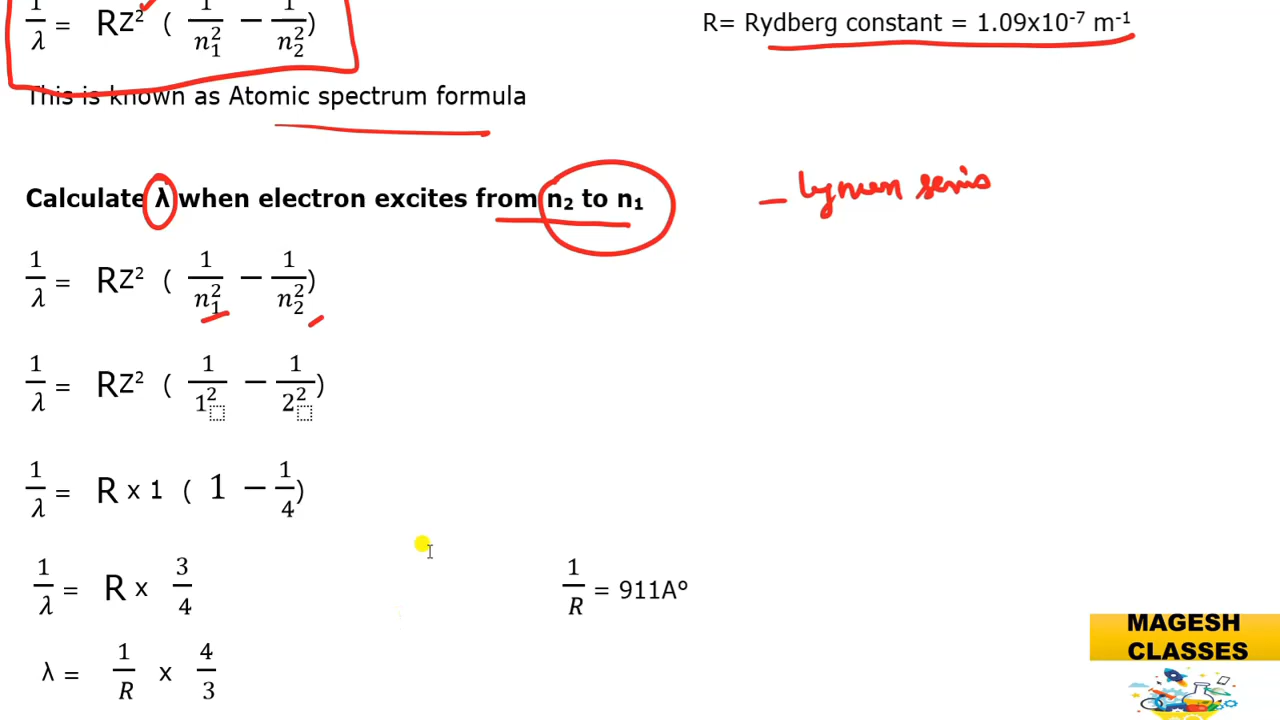 1/λ = RZ² ( 1/n₁² − 1/n₂²)
R= Rydberg constant = 1.09x10⁻⁷ m⁻¹
This is known as Atomic spectrum formula
Calculate λ when electron excites from n₂ to n₁
– lyman series
1/λ = RZ² ( 1/n₁² − 1/n₂²)
1/λ = RZ² ( 1/1² − 1/2²)
1/λ = R x 1 ( 1 − 1/4)
1/λ = R x 3/4
1/R = 911A°
λ = 1/R x 4/3
MAGESH
CLASSES